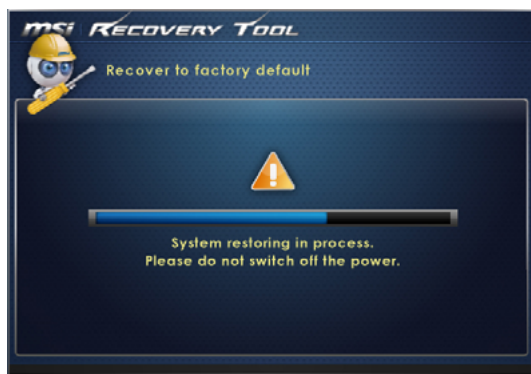 msi RECOVERY TOOL
Recover to factory default
System restoring in process.
Please do not switch off the power.